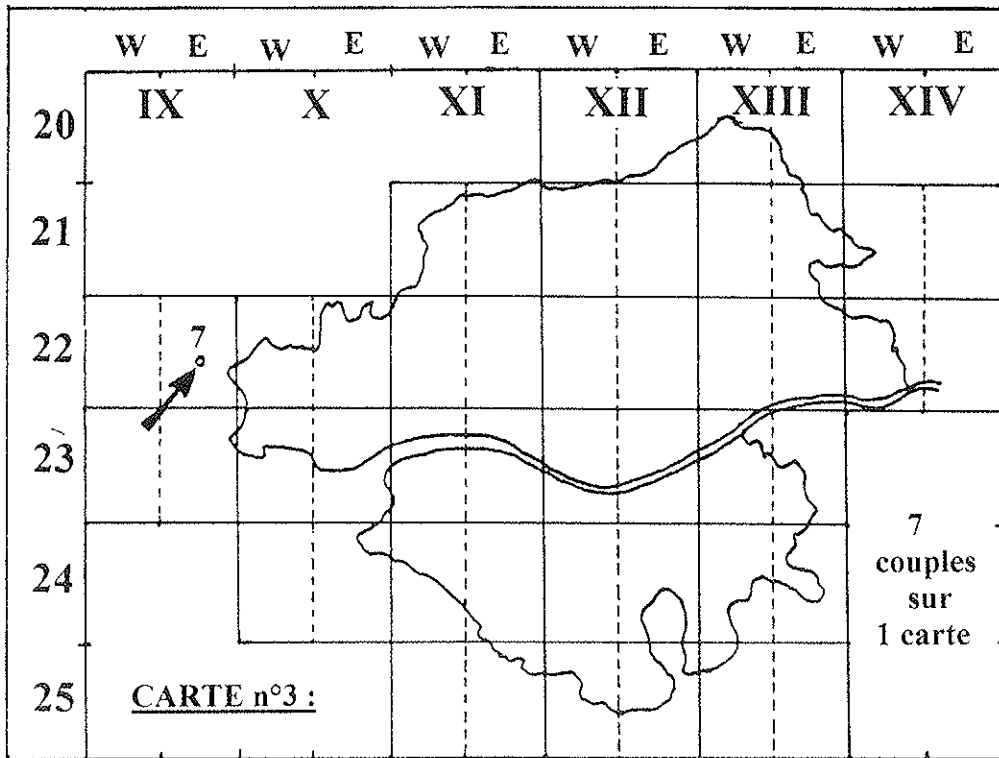 W E W E W E W E W E W E
IX X XI XII XIII XIV
20
21
22
7
23
24
7
couples
sur
1 carte
25
CARTE n°3 :